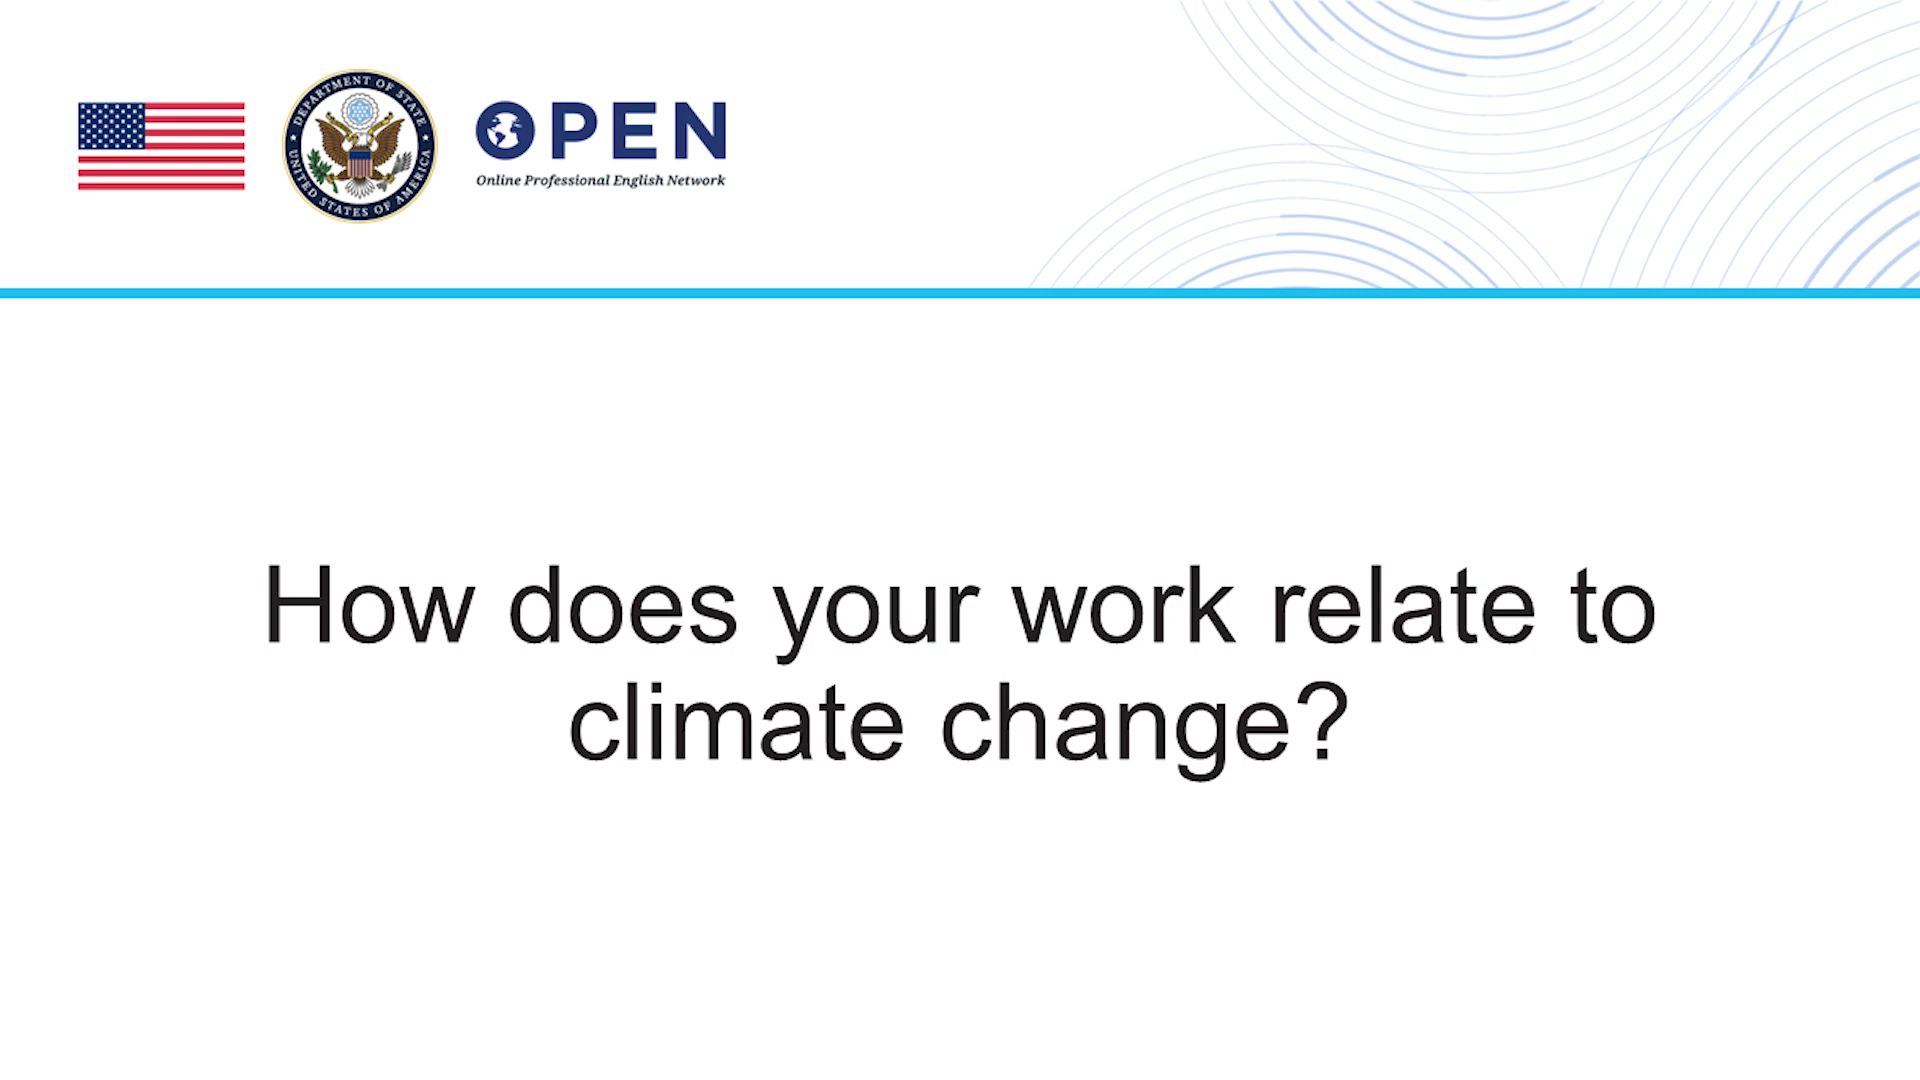 DEPARTMENT OF STATE
UNITED STATES OF AMERICA
OPEN
Online Professional English Network
How does your work relate to
climate change?